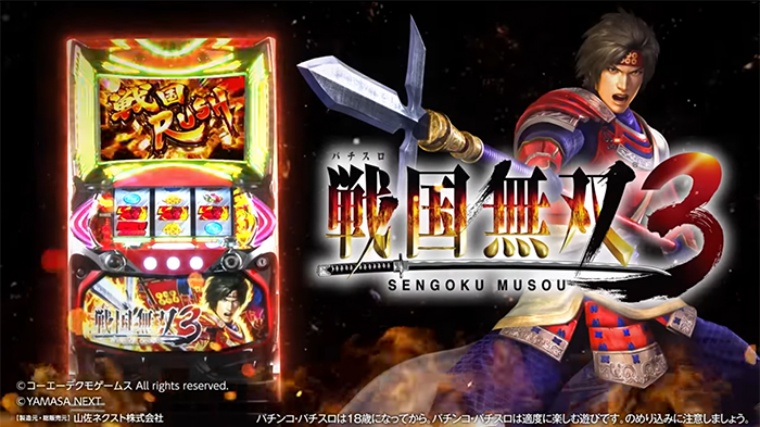 戦国
RUSH
パチスロ
戦国無双3
SENGOKU MUSOU
戦国無双3
©コーエーテクモゲームス All rights reserved.
©YAMASA NEXT
[製造元・総販売元] 山佐ネクスト株式会社
パチンコ・パチスロは18歳になってから。パチンコ・パチスロは適度に楽しむ遊びです。のめり込みに注意しましょう。